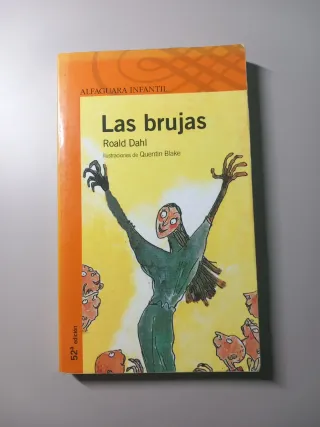 ALFAGUARA INFANTIL
Las brujas
Roald Dahl
Ilustraciones de Quentin Blake
52ª edición